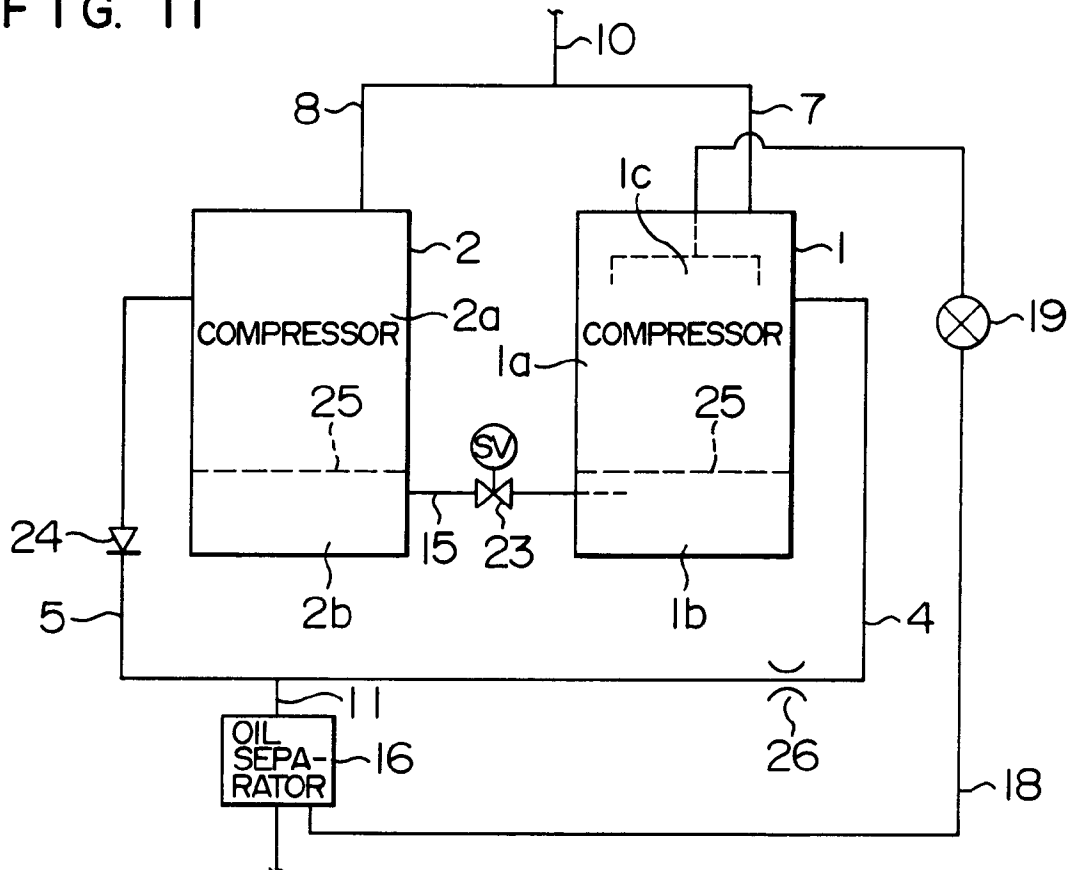 FIG. 11
10
8
7
1c
2
1
2a
COMPRESSOR
COMPRESSOR
19
1a
25
25
SV
24
15
23
2b
1b
5
4
11
OIL
SEPA-
RATOR
16
26
18